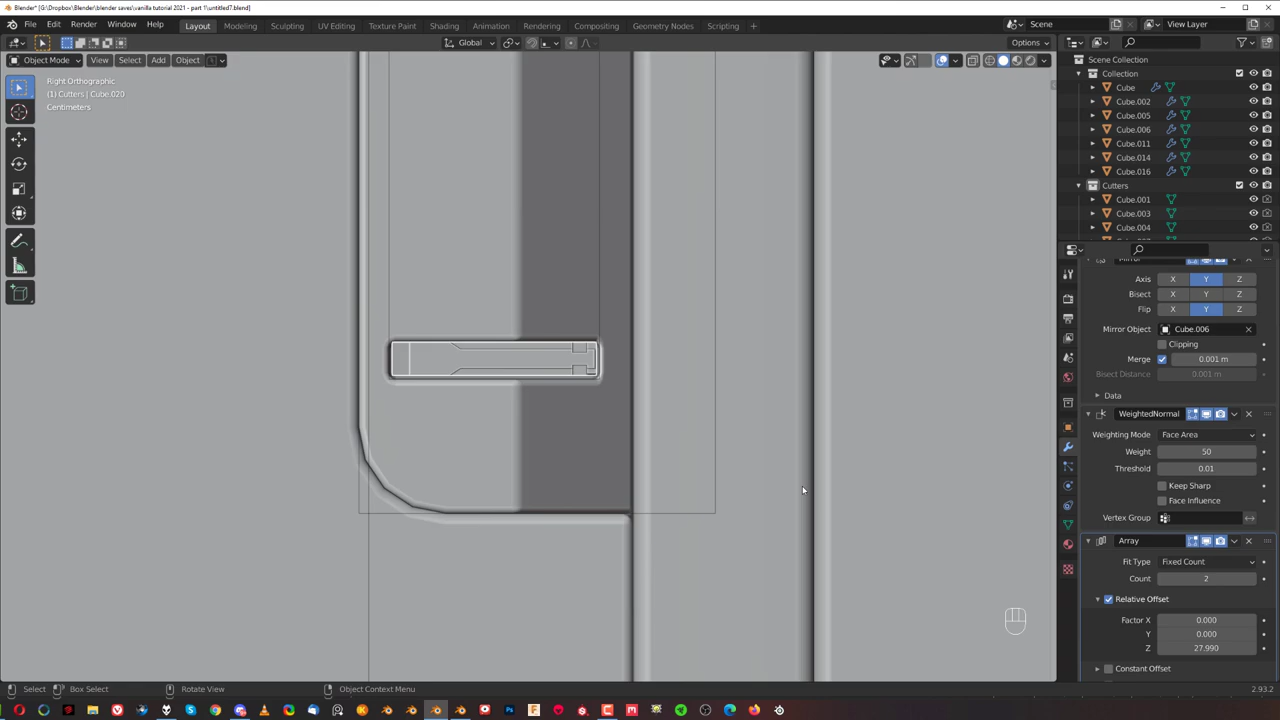 Blender* [G:\Dropbox\Blender\blender saves\vanilla tutorial 2021 - part 1\untitled7.blend]
File Edit Render Window Help Layout Modeling Sculpting UV Editing Texture Paint Shading Animation Rendering Compositing Geometry Nodes Scripting Scene View Layer
Global Options
Object Mode View Select Add Object
Right Orthographic
(1) Cutters | Cube.020
Centimeters
Scene Collection
Collection
Cube
Cube.002
Cube.005
Cube.006
Cube.011
Cube.014
Cube.016
Cutters
Cube.001
Cube.003
Cube.004
Axis X Y Z
Bisect X Y Z
Flip X Y Z
Mirror Object Cube.006
Clipping
Merge 0.001 m
Bisect Distance 0.001 m
Data
WeightedNormal
Weighting Mode Face Area
Weight 50
Threshold 0.01
Keep Sharp
Face Influence
Vertex Group
Array
Fit Type Fixed Count
Count 2
Relative Offset
Factor X 0.000
Y 0.000
Z 27.990
Constant Offset
Select Box Select Rotate View Object Context Menu 2.93.2